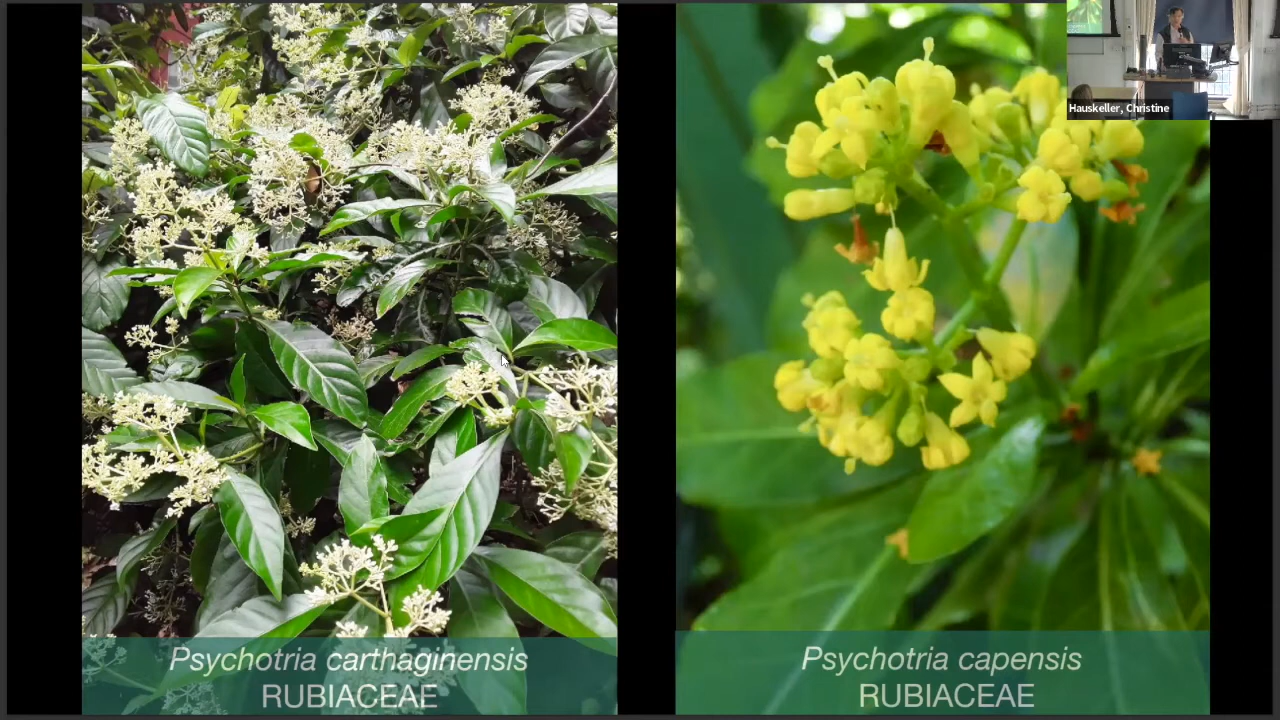 Hauskeller, Christine
Psychotria carthaginensis
RUBIACEAE
Psychotria capensis
RUBIACEAE